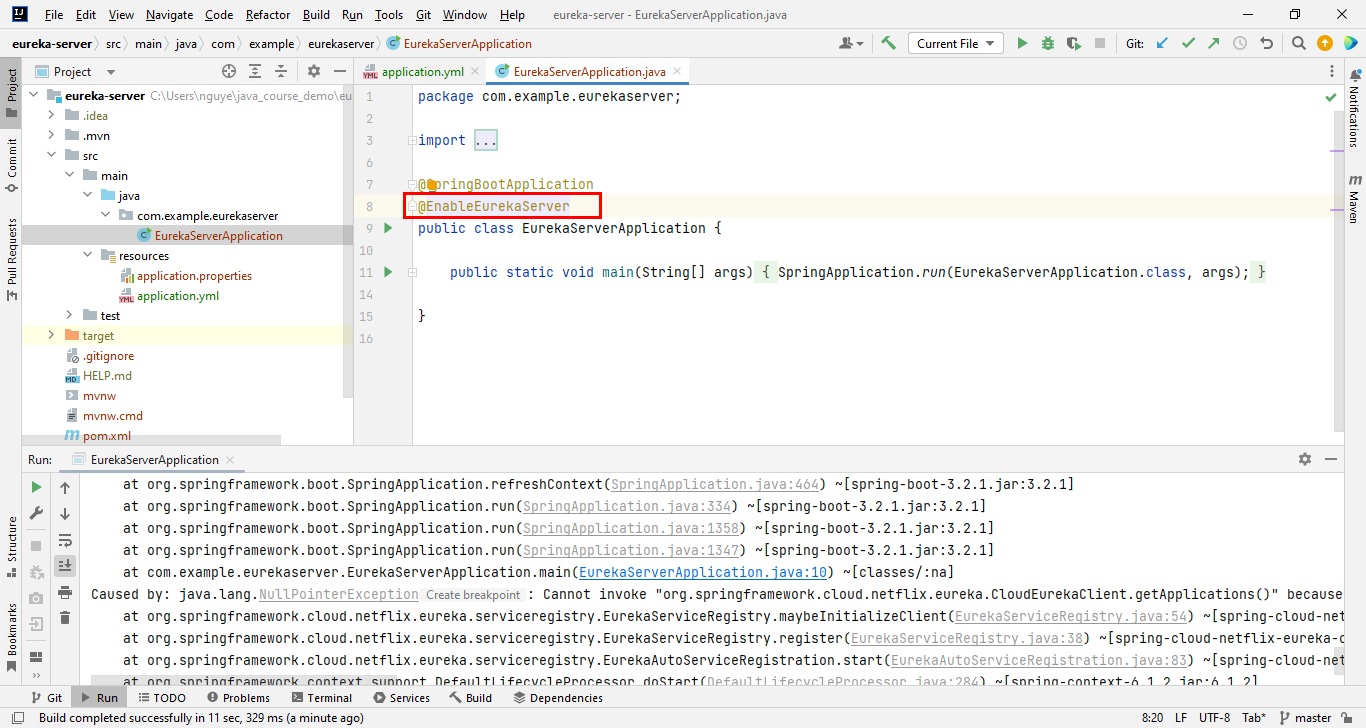 File Edit View Navigate Code Refactor Build Run Tools Git Window Help eureka-server - EurekaServerApplication.java
eureka-server src main java com example eurekaserver EurekaServerApplication Current File Git:
Project
application.yml EurekaServerApplication.java
Project
Commit
Pull Requests
Structure
Bookmarks
Notifications
Maven
eureka-server C:\Users\nguye\java_course_demo\eu
.idea
.mvn
src
main
java
com.example.eurekaserver
EurekaServerApplication
resources
application.properties
application.yml
test
target
.gitignore
HELP.md
mvnw
mvnw.cmd
pom.xml
1 package com.example.eurekaserver;
2
3 import ...
6
7 @SpringBootApplication
8 @EnableEurekaServer
9 public class EurekaServerApplication {
10
11 public static void main(String[] args) { SpringApplication.run(EurekaServerApplication.class, args); }
14
15 }
16
Run: EurekaServerApplication
at org.springframework.boot.SpringApplication.refreshContext(SpringApplication.java:464) ~[spring-boot-3.2.1.jar:3.2.1]
at org.springframework.boot.SpringApplication.run(SpringApplication.java:334) ~[spring-boot-3.2.1.jar:3.2.1]
at org.springframework.boot.SpringApplication.run(SpringApplication.java:1358) ~[spring-boot-3.2.1.jar:3.2.1]
at org.springframework.boot.SpringApplication.run(SpringApplication.java:1347) ~[spring-boot-3.2.1.jar:3.2.1]
at com.example.eurekaserver.EurekaServerApplication.main(EurekaServerApplication.java:10) ~[classes/:na]
Caused by: java.lang.NullPointerException Create breakpoint : Cannot invoke "org.springframework.cloud.netflix.eureka.CloudEurekaClient.getApplications()" because
at org.springframework.cloud.netflix.eureka.serviceregistry.EurekaServiceRegistry.maybeInitializeClient(EurekaServiceRegistry.java:54) ~[spring-cloud-net
at org.springframework.cloud.netflix.eureka.serviceregistry.EurekaServiceRegistry.register(EurekaServiceRegistry.java:38) ~[spring-cloud-netflix-eureka-c
at org.springframework.cloud.netflix.eureka.serviceregistry.EurekaAutoServiceRegistration.start(EurekaAutoServiceRegistration.java:83) ~[spring-cloud-net
at org.springframework.context.support.DefaultLifecycleProcessor.doStart(DefaultLifecycleProcessor.java:284) ~[spring-context-6.1.2.jar:6.1.2]
Git Run TODO Problems Terminal Services Build Dependencies
Build completed successfully in 11 sec, 329 ms (a minute ago) 8:20 LF UTF-8 Tab* master